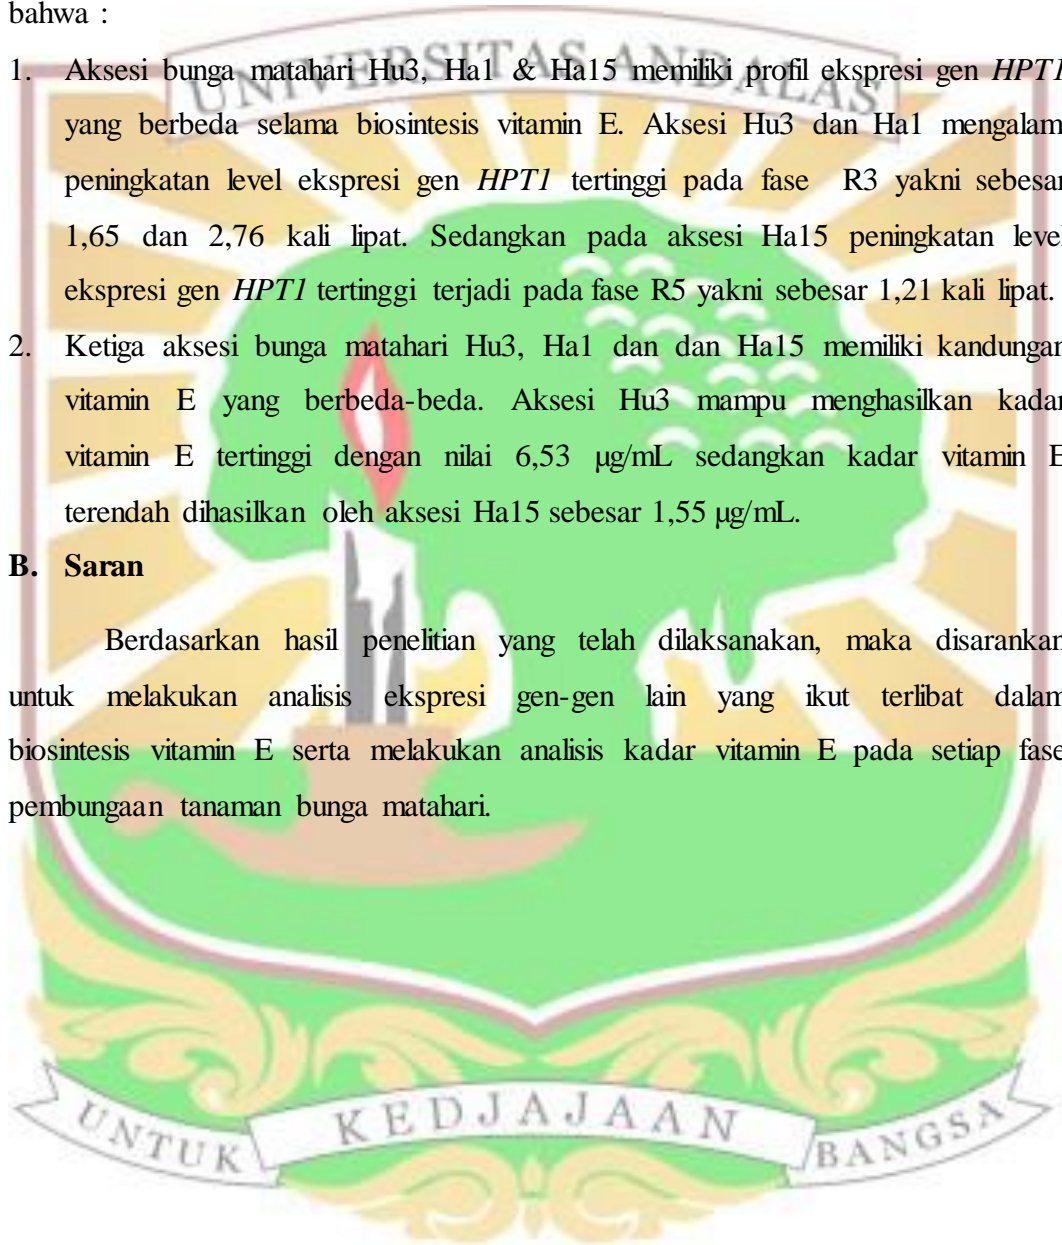 bahwa :
UNIVERSITAS ANDALAS
1. Aksesi bunga matahari Hu3, Ha1 & Ha15 memiliki profil ekspresi gen HPT1
yang berbeda selama biosintesis vitamin E. Aksesi Hu3 dan Ha1 mengalam
peningkatan level ekspresi gen HPT1 tertinggi pada fase R3 yakni sebesar
1,65 dan 2,76 kali lipat. Sedangkan pada aksesi Ha15 peningkatan level
ekspresi gen HPT1 tertinggi terjadi pada fase R5 yakni sebesar 1,21 kali lipat.
2. Ketiga aksesi bunga matahari Hu3, Ha1 dan dan Ha15 memiliki kandungan
vitamin E yang berbeda-beda. Aksesi Hu3 mampu menghasilkan kadar
vitamin E tertinggi dengan nilai 6,53 µg/mL sedangkan kadar vitamin E
terendah dihasilkan oleh aksesi Ha15 sebesar 1,55 µg/mL.
B. Saran
Berdasarkan hasil penelitian yang telah dilaksanakan, maka disarankan
untuk melakukan analisis ekspresi gen-gen lain yang ikut terlibat dalam
biosintesis vitamin E serta melakukan analisis kadar vitamin E pada setiap fase
pembungaan tanaman bunga matahari.
UNTUK KEDJAJAAN BANGSA